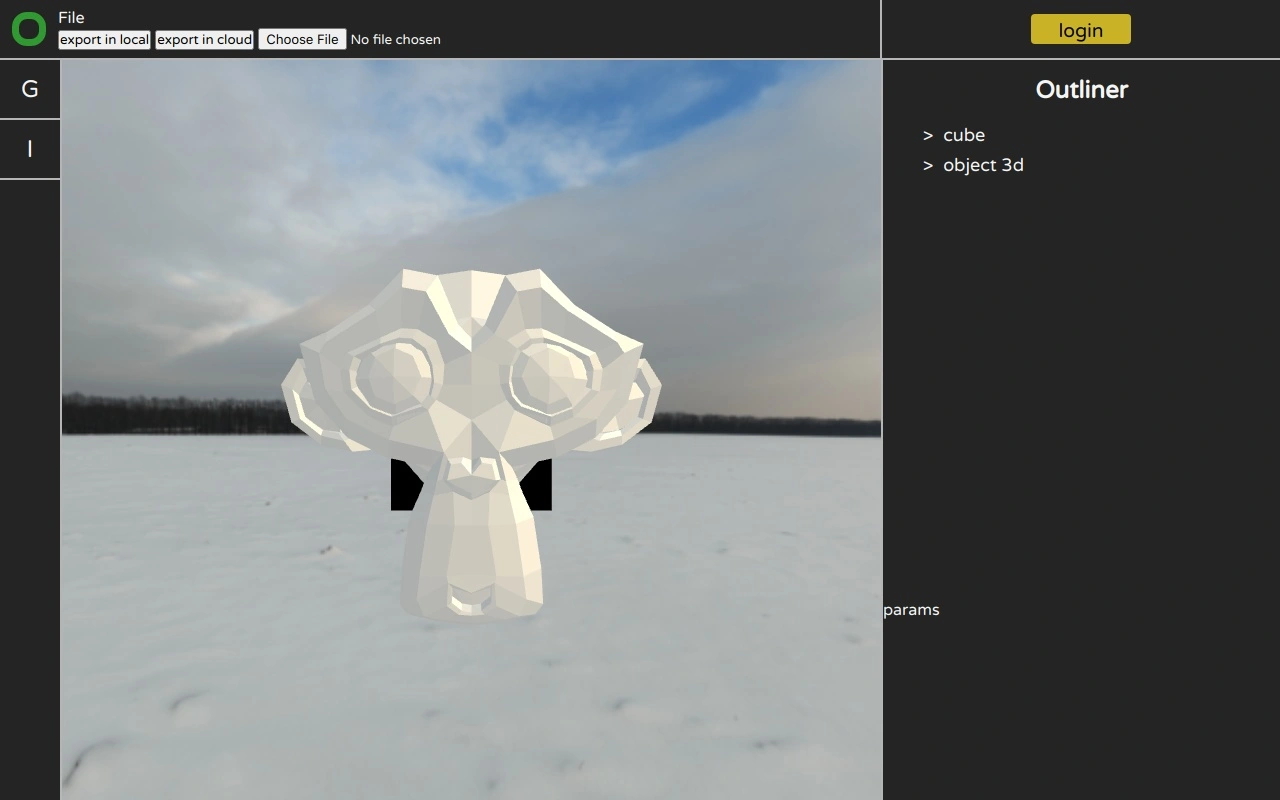 File
export in local export in cloud Choose File No file chosen
login
G
I
Outliner
> cube
> object 3d
params